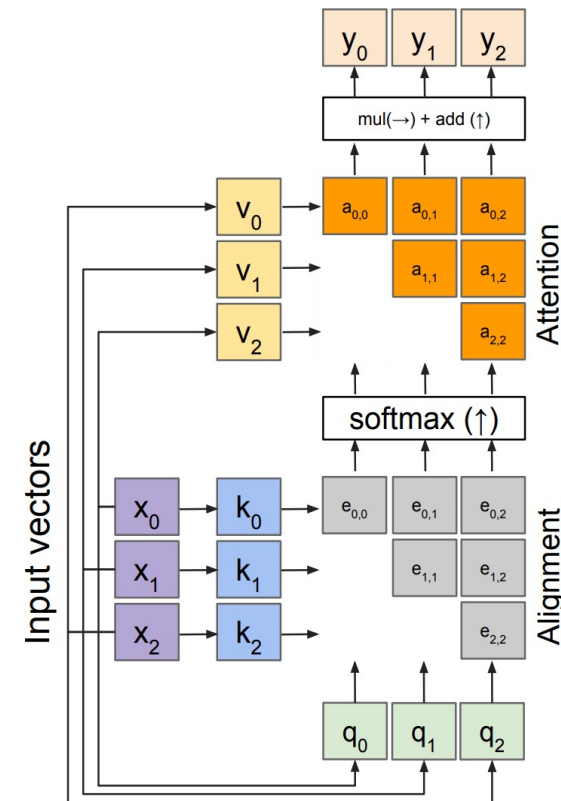 y0 y1 y2
mul(→) + add (↑)
v0 a0,0 a0,1 a0,2
v1 a1,1 a1,2
v2 a2,2
Attention
softmax (↑)
x0 k0 e0,0 e0,1 e0,2
x1 k1 e1,1 e1,2
x2 k2 e2,2
Input vectors
Alignment
q0 q1 q2